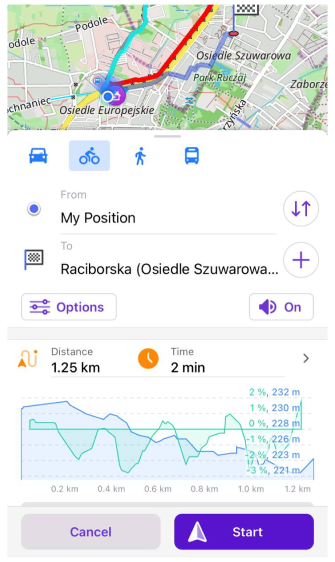 Podole
odole
Osiedle Szuwarowa
Park Ruczaj
Zaborz
chnaniec
Osiedle Europejskie
From
My Position
To
Raciborska (Osiedle Szuwarowa...
Options
On
Distance
1.25 km
Time
2 min
2 %, 232 m
1 %, 230 m
0 %, 228 m
-1 %, 226 m
-2 %, 223 m
-3 %, 221 m
0.2 km 0.4 km 0.6 km 0.8 km 1.0 km 1.2 km
Cancel
Start